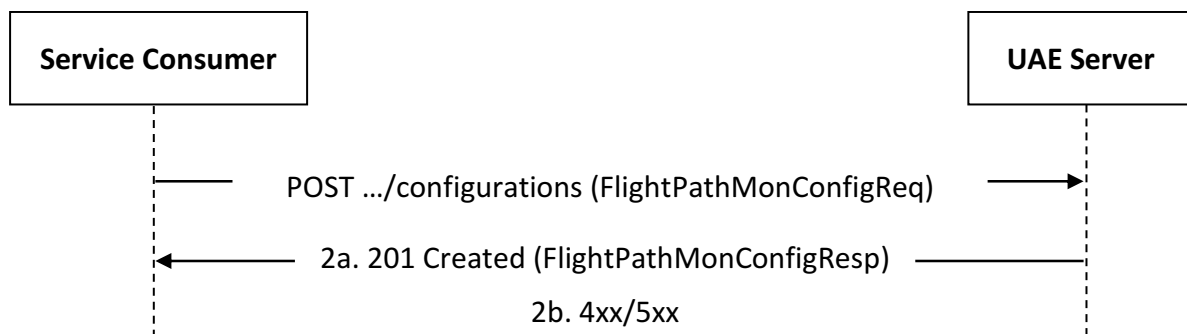 Service Consumer
UAE Server
POST .../configurations (FlightPathMonConfigReq)
2a. 201 Created (FlightPathMonConfigResp)
2b. 4xx/5xx